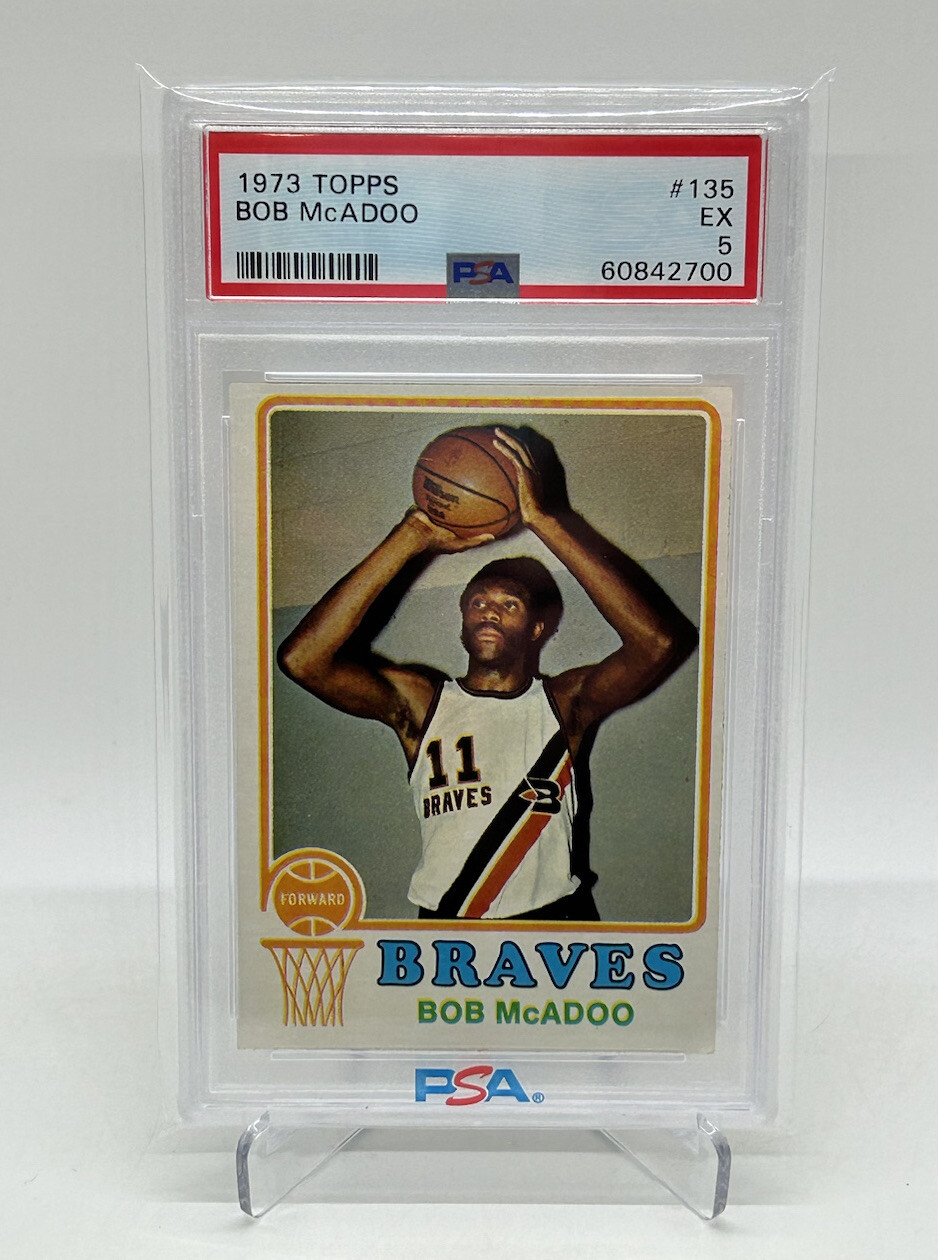 1973 TOPPS
BOB McADOO
#135
EX
5
60842700
PSA
11
BRAVES
B
FORWARD
BRAVES
BOB McADOO
PSA®